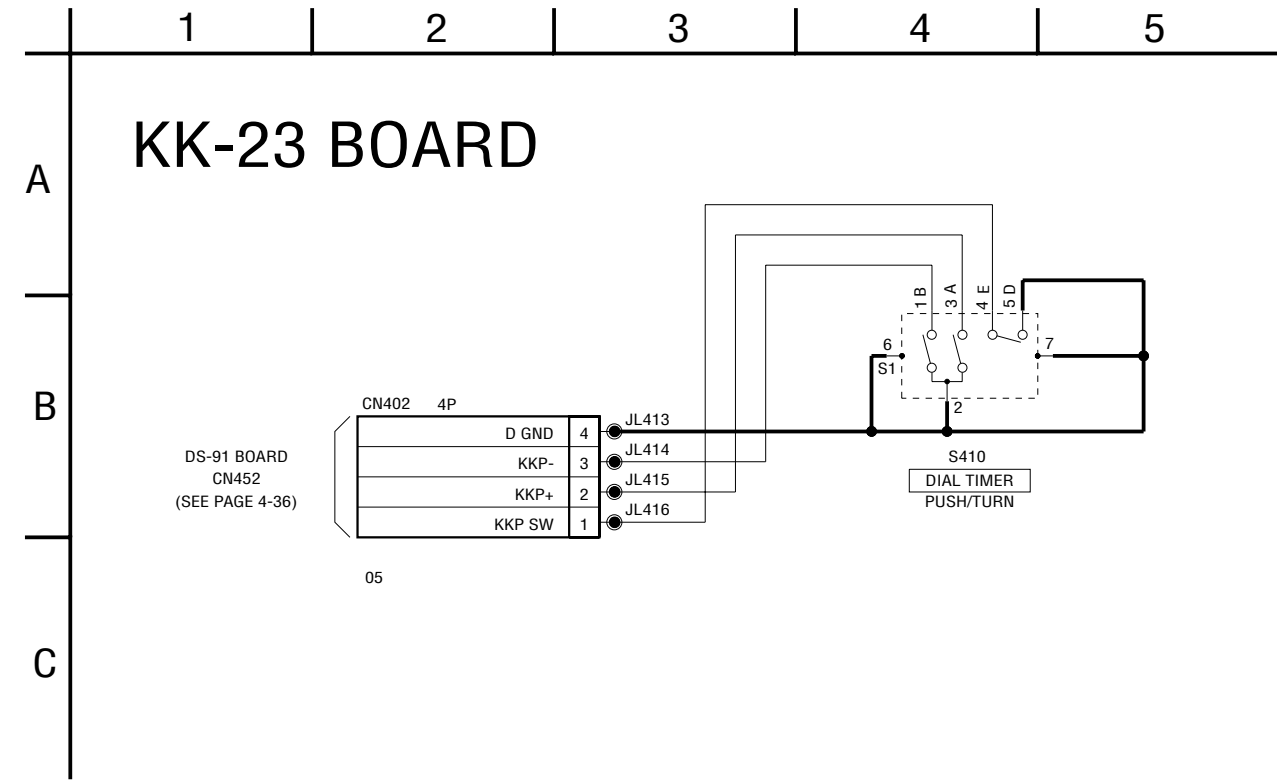 1 2 3 4 5
KK-23 BOARD
A
1 B
3 A
4 E
5 D
6
7
S1
B
2
CN402 4P
D GND 4 JL413
KKP- 3 JL414
KKP+ 2 JL415
KKP SW 1 JL416
DS-91 BOARD
CN452
(SEE PAGE 4-36)
S410
DIAL TIMER
PUSH/TURN
05
C